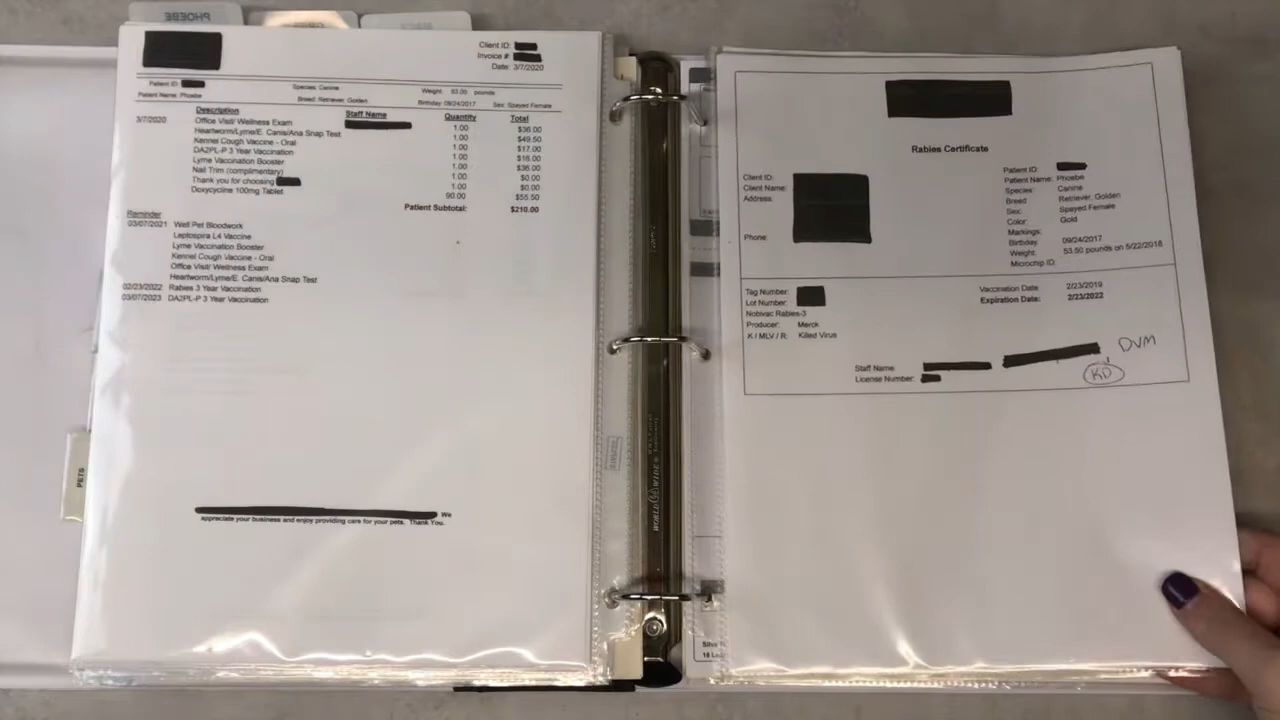 PHOEBE
Client ID:
Invoice #
Date: 3/7/2020
Patient ID:
Species: Canine
Weight: 63.00 pounds
Patient Name: Phoebe
Breed: Retriever, Golden
Birthday: 09/24/2017
Sex: Spayed Female
Description Staff Name Quantity Total
3/7/2020 Office Visit/ Wellness Exam 1.00 $36.00
Heartworm/Lyme/E. Canis/Ana Snap Test 1.00 $49.50
Kennel Cough Vaccine - Oral 1.00 $17.00
DA2PL-P 3 Year Vaccination 1.00 $16.00
Lyme Vaccination Booster 1.00 $36.00
Nail Trim (complimentary) 1.00 $0.00
Thank you for choosing 1.00 $0.00
Doxycycline 100mg Tablet 90.00 $55.50
Patient Subtotal: $210.00
Reminder
03/07/2021 Well Pet Bloodwork
Leptospira L4 Vaccine
Lyme Vaccination Booster
Kennel Cough Vaccine - Oral
Office Visit/ Wellness Exam
Heartworm/Lyme/E. Canis/Ana Snap Test
02/23/2022 Rabies 3 Year Vaccination
03/07/2023 DA2PL-P 3 Year Vaccination
We
appreciate your business and enjoy providing care for your pets. Thank You.
PETS
Rabies Certificate
Client ID:
Client Name:
Address:
Phone:
Patient ID:
Patient Name: Phoebe
Species: Canine
Breed Retriever, Golden
Sex: Spayed Female
Color: Gold
Markings:
Birthday: 09/24/2017
Weight: 53.50 pounds on 5/22/2018
Microchip ID:
Tag Number:
Lot Number:
Nobivac Rabies-3
Producer: Merck
K / MLV / R: Killed Virus
Vaccination Date 2/23/2019
Expiration Date: 2/23/2022
Staff Name
License Number:
DVM
KD